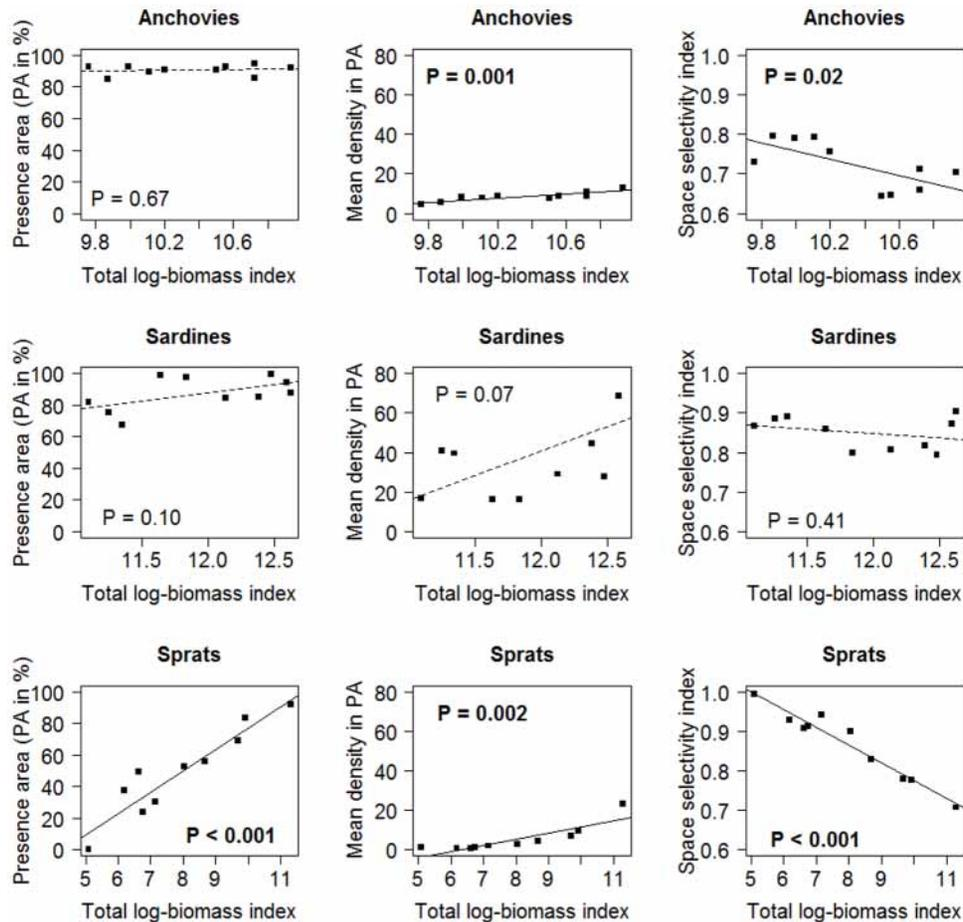 Anchovies
Presence area (PA in %)
100
80
60
40
20
0
P = 0.67
9.8 10.2 10.6
Total log-biomass index
Anchovies
Mean density in PA
80
60
40
20
0
P = 0.001
9.8 10.2 10.6
Total log-biomass index
Anchovies
Space selectivity index
1.0
0.9
0.8
0.7
0.6
P = 0.02
9.8 10.2 10.6
Total log-biomass index
Sardines
Presence area (PA in %)
100
80
60
40
20
0
P = 0.10
11.5 12.0 12.5
Total log-biomass index
Sardines
Mean density in PA
80
60
40
20
0
P = 0.07
11.5 12.0 12.5
Total log-biomass index
Sardines
Space selectivity index
1.0
0.9
0.8
0.7
0.6
P = 0.41
11.5 12.0 12.5
Total log-biomass index
Sprats
Presence area (PA in %)
100
80
60
40
20
0
P < 0.001
5 6 7 8 9 11
Total log-biomass index
Sprats
Mean density in PA
80
60
40
20
0
P = 0.002
5 6 7 8 9 11
Total log-biomass index
Sprats
Space selectivity index
1.0
0.9
0.8
0.7
0.6
P < 0.001
5 6 7 8 9 11
Total log-biomass index